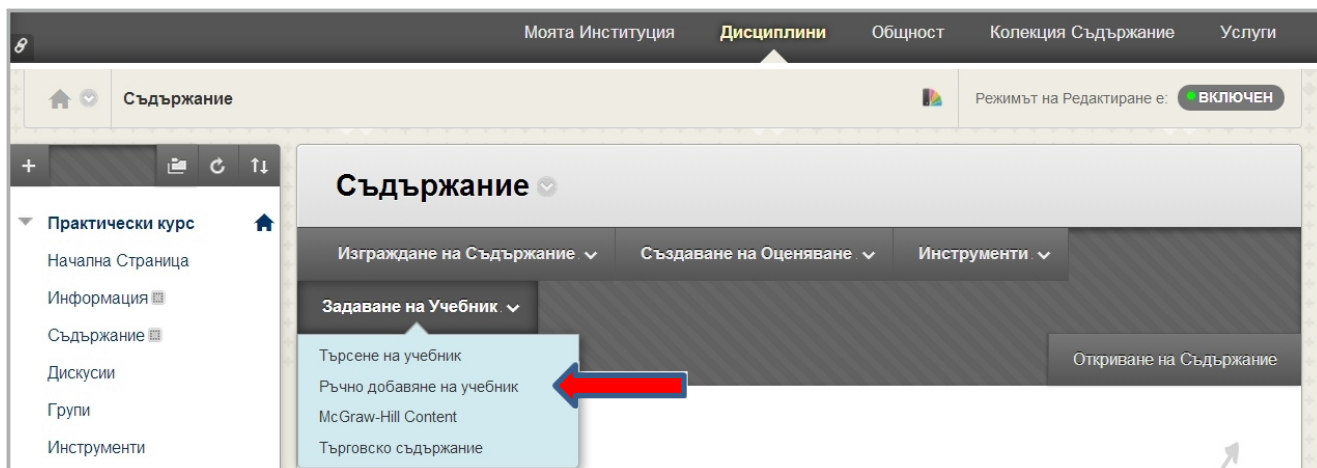 Моята Институция Дисциплини Общност Колекция Съдържание Услуги
Съдържание Режимът на Редактиране е: ВКЛЮЧЕН
Съдържание
Практически курс
Начална Страница
Информация
Съдържание
Дискусии
Групи
Инструменти
Изграждане на Съдържание Създаване на Оценяване Инструменти
Задаване на Учебник
Търсене на учебник
Ръчно добавяне на учебник
McGraw-Hill Content
Търговско съдържание
Откриване на Съдържание